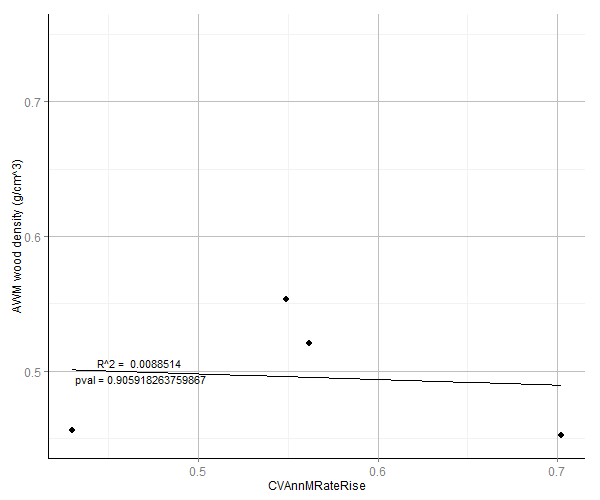 0.7
0.6
0.5
AWM wood density (g/cm^3)
R^2 = 0.0088514
pval = 0.905918263759867
0.5
0.6
0.7
CVAnnMRateRise